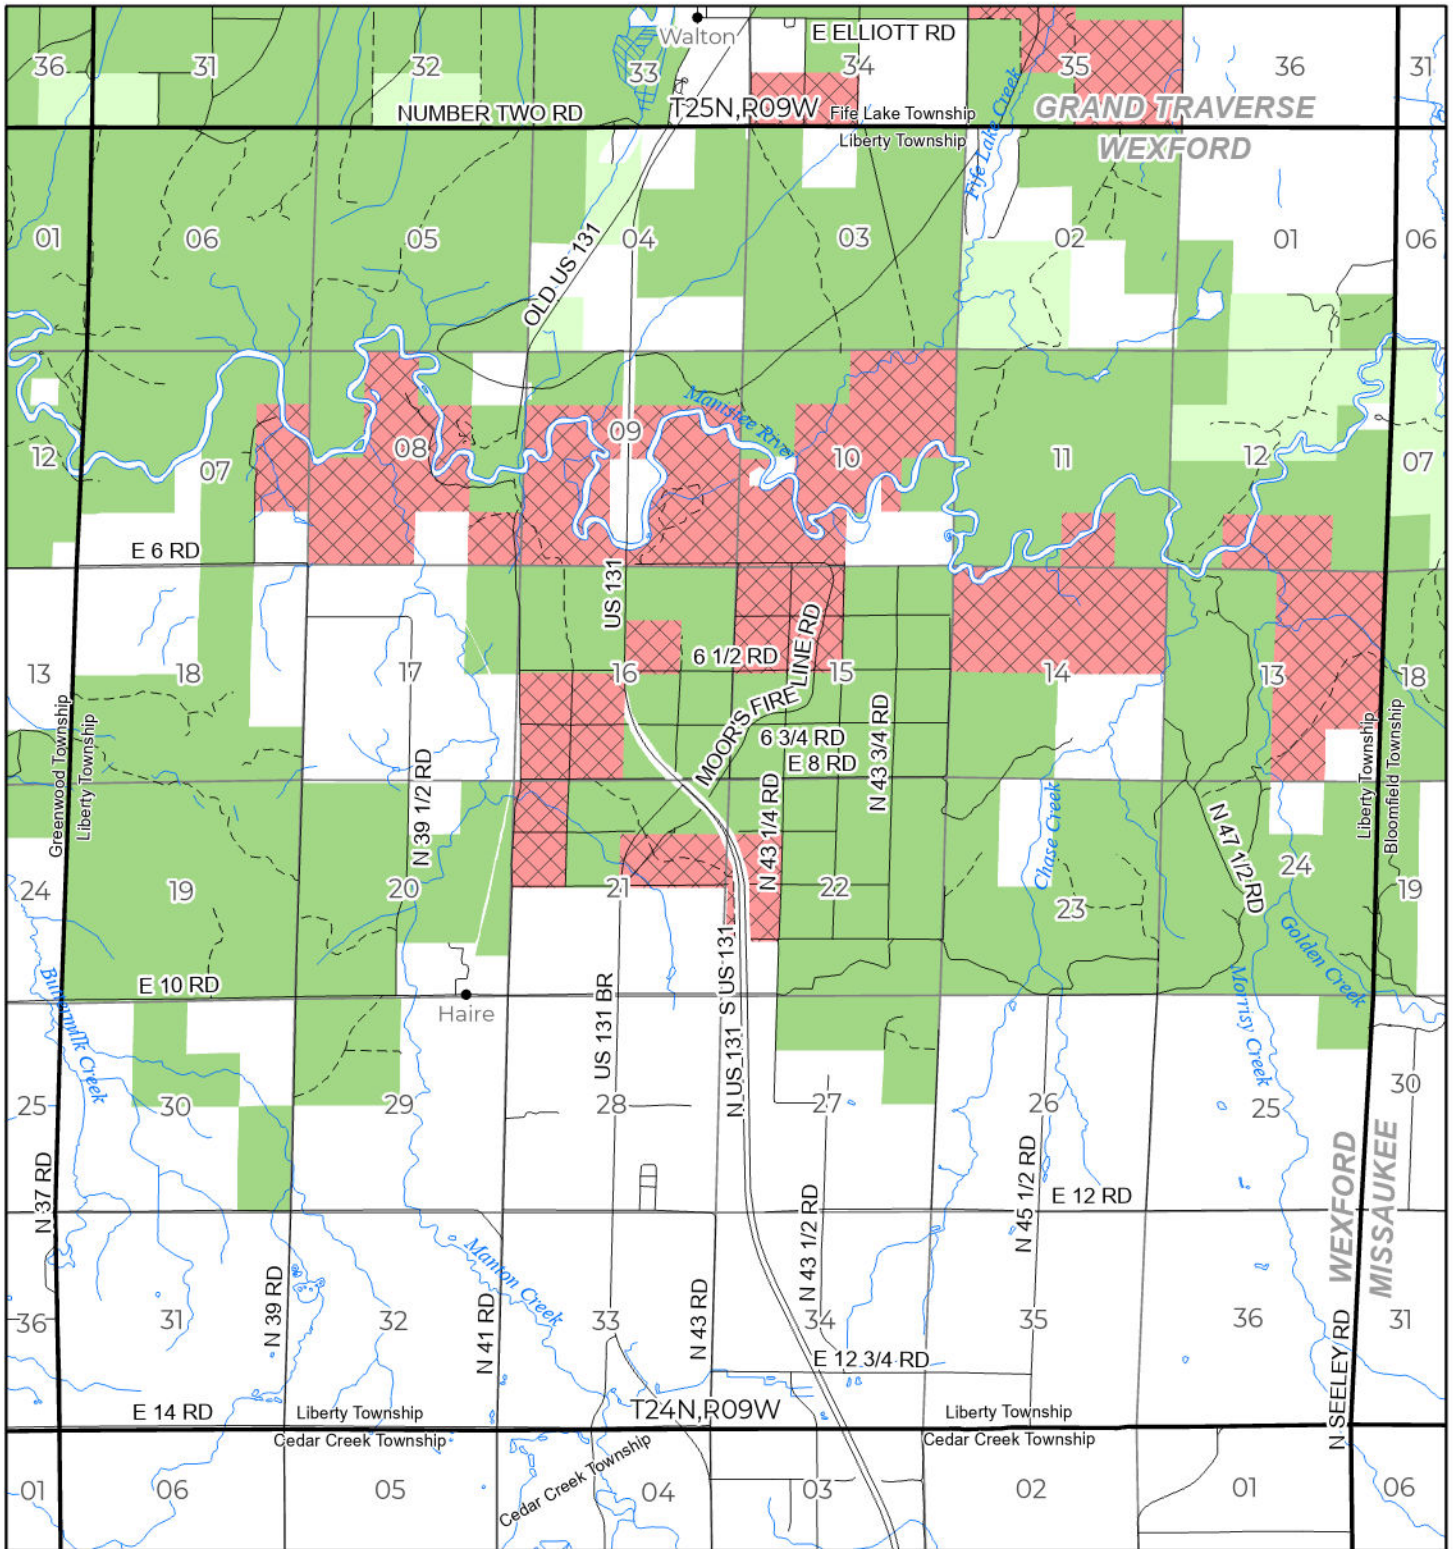 Walton
E ELLIOTT RD
36
31
32
33
34
35
36
31
NUMBER TWO RD
T25N,R09W
Fife Lake Township
Liberty Township
Fife Lake Creek
GRAND TRAVERSE
WEXFORD
01
06
05
04
03
02
01
06
OLD US 131
Manistee River
12
07
08
09
10
11
12
07
E 6 RD
US 131
6 1/2 RD
MOOR'S FIRE LINE RD
13
18
17
16
15
14
13
18
Greenwood Township
Liberty Township
6 3/4 RD
E 8 RD
N 43 3/4 RD
N 43 1/4 RD
N 39 1/2 RD
Liberty Township
Bloomfield Township
Chase Creek
N 47 1/2 RD
24
19
20
21
22
23
24
19
Golden Creek
Morrisy Creek
E 10 RD
Haire
US 131 BR
S US 131
N US 131
Buttermilk Creek
25
30
29
28
27
26
25
30
N 37 RD
N 43 1/2 RD
N 45 1/2 RD
E 12 RD
WEXFORD
MISSAUKEE
Manton Creek
N 39 RD
N 41 RD
N 43 RD
36
31
32
33
34
35
36
31
E 12 3/4 RD
N SEELEY RD
E 14 RD
Liberty Township
Cedar Creek Township
T24N,R09W
Liberty Township
Cedar Creek Township
Cedar Creek Township
01
06
05
04
03
02
01
06